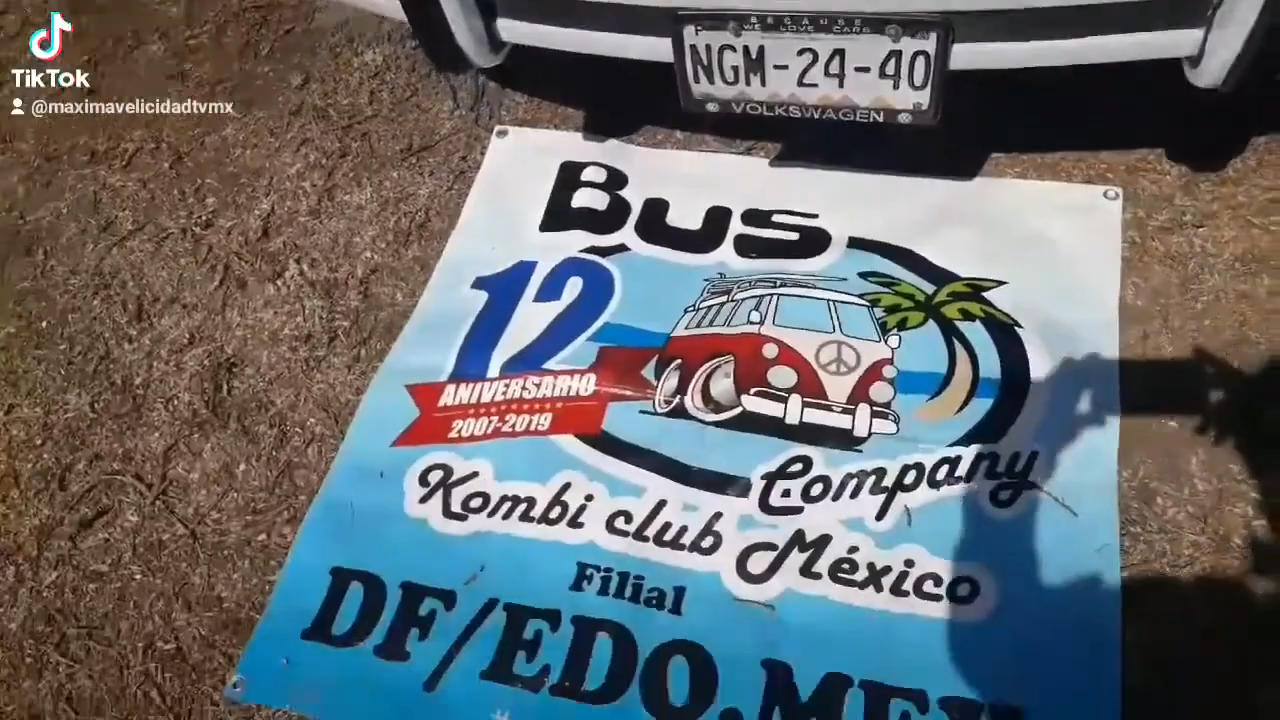 TikTok
@maximavelicidadtvmx
BECAUSE
WE LOVE CARS
NGM-24-40
VOLKSWAGEN
BUS
12
ANIVERSARIO
2007-2019
Company
Kombi club México
Filial
DF/EDO.MEX